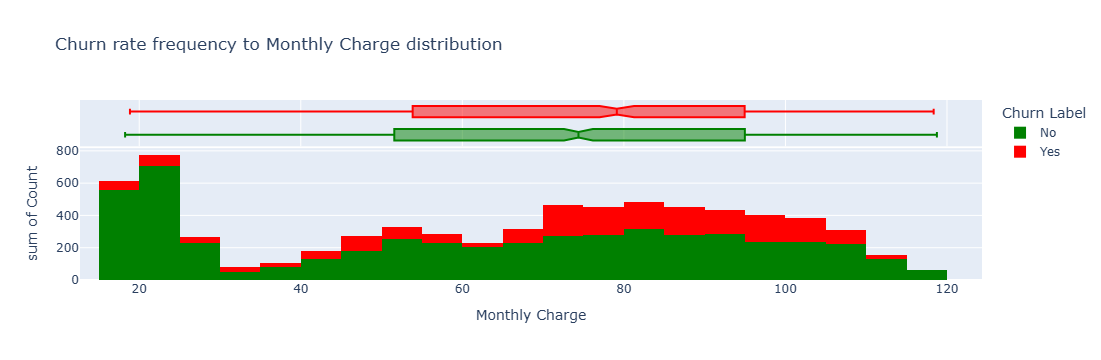 Churn rate frequency to Monthly Charge distribution
Churn Label
No
Yes
800
600
400
200
0
sum of Count
20 40 60 80 100 120
Monthly Charge